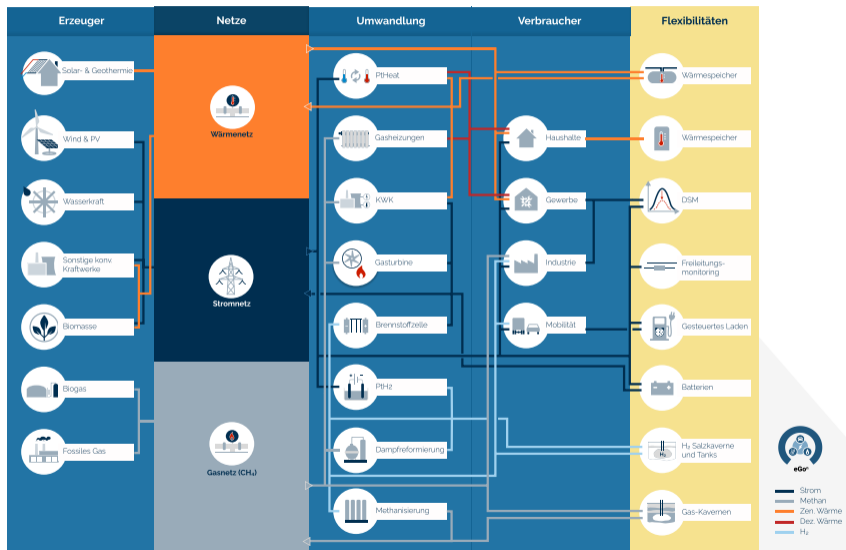 Erzeuger
Netze
Umwandlung
Verbraucher
Flexibilitäten
Solar- & Geothermie
Wind & PV
Wasserkraft
Sonstige konv.
Kraftwerke
Biomasse
Biogas
Fossiles Gas
Wärmenetz
Stromnetz
Gasnetz (CH₄)
PtHeat
Gasheizungen
KWK
Gasturbine
Brennstoffzelle
PtH2
Dampfreformierung
Methanisierung
Haushalte
Gewerbe
Industrie
Mobilität
Wärmespeicher
Wärmespeicher
DSM
Freileitungs-
monitoring
Gesteuertes Laden
Batterien
H₂
H₂ Salzkaverne
und Tanks
Gas-Kavernen
eGoⁿ
Strom
Methan
Zen. Wärme
Dez. Wärme
H₂